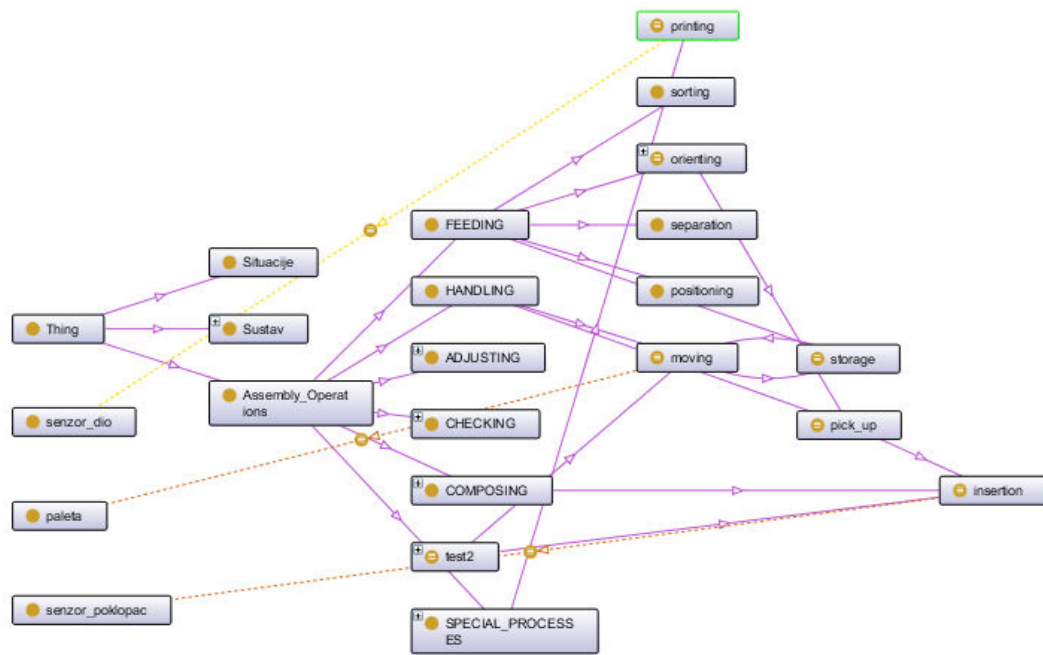 printing
sorting
orienting
FEEDING
separation
Situacije
HANDLING
positioning
Thing
Sustav
ADJUSTING
moving
storage
Assembly_Operat
ions
senzor_dio
CHECKING
pick_up
COMPOSING
insertion
paleta
test2
senzor_poklopac
SPECIAL_PROCESS
ES